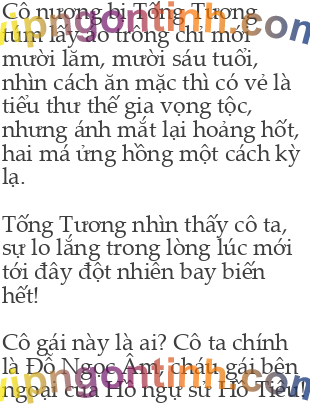 Cô nương bị Tống Tương
túm lấy áo trông chỉ mới
mười lăm, mười sáu tuổi,
nhìn cách ăn mặc thì có vẻ là
tiểu thư thế gia vọng tộc,
nhưng ánh mắt lại hoảng hốt,
hai má ửng hồng một cách kỳ
lạ.
Tống Tương nhìn thấy cô ta,
sự lo lắng trong lòng lúc mới
tới đây đột nhiên bay biến
hết!
Cô gái này là ai? Cô ta chính
là Đỗ Ngọc Âm, cháu gái bên
ngoại của Hồ ngự sử Hồ Tiêu!
vipngontinh.com
vipngontinh.com